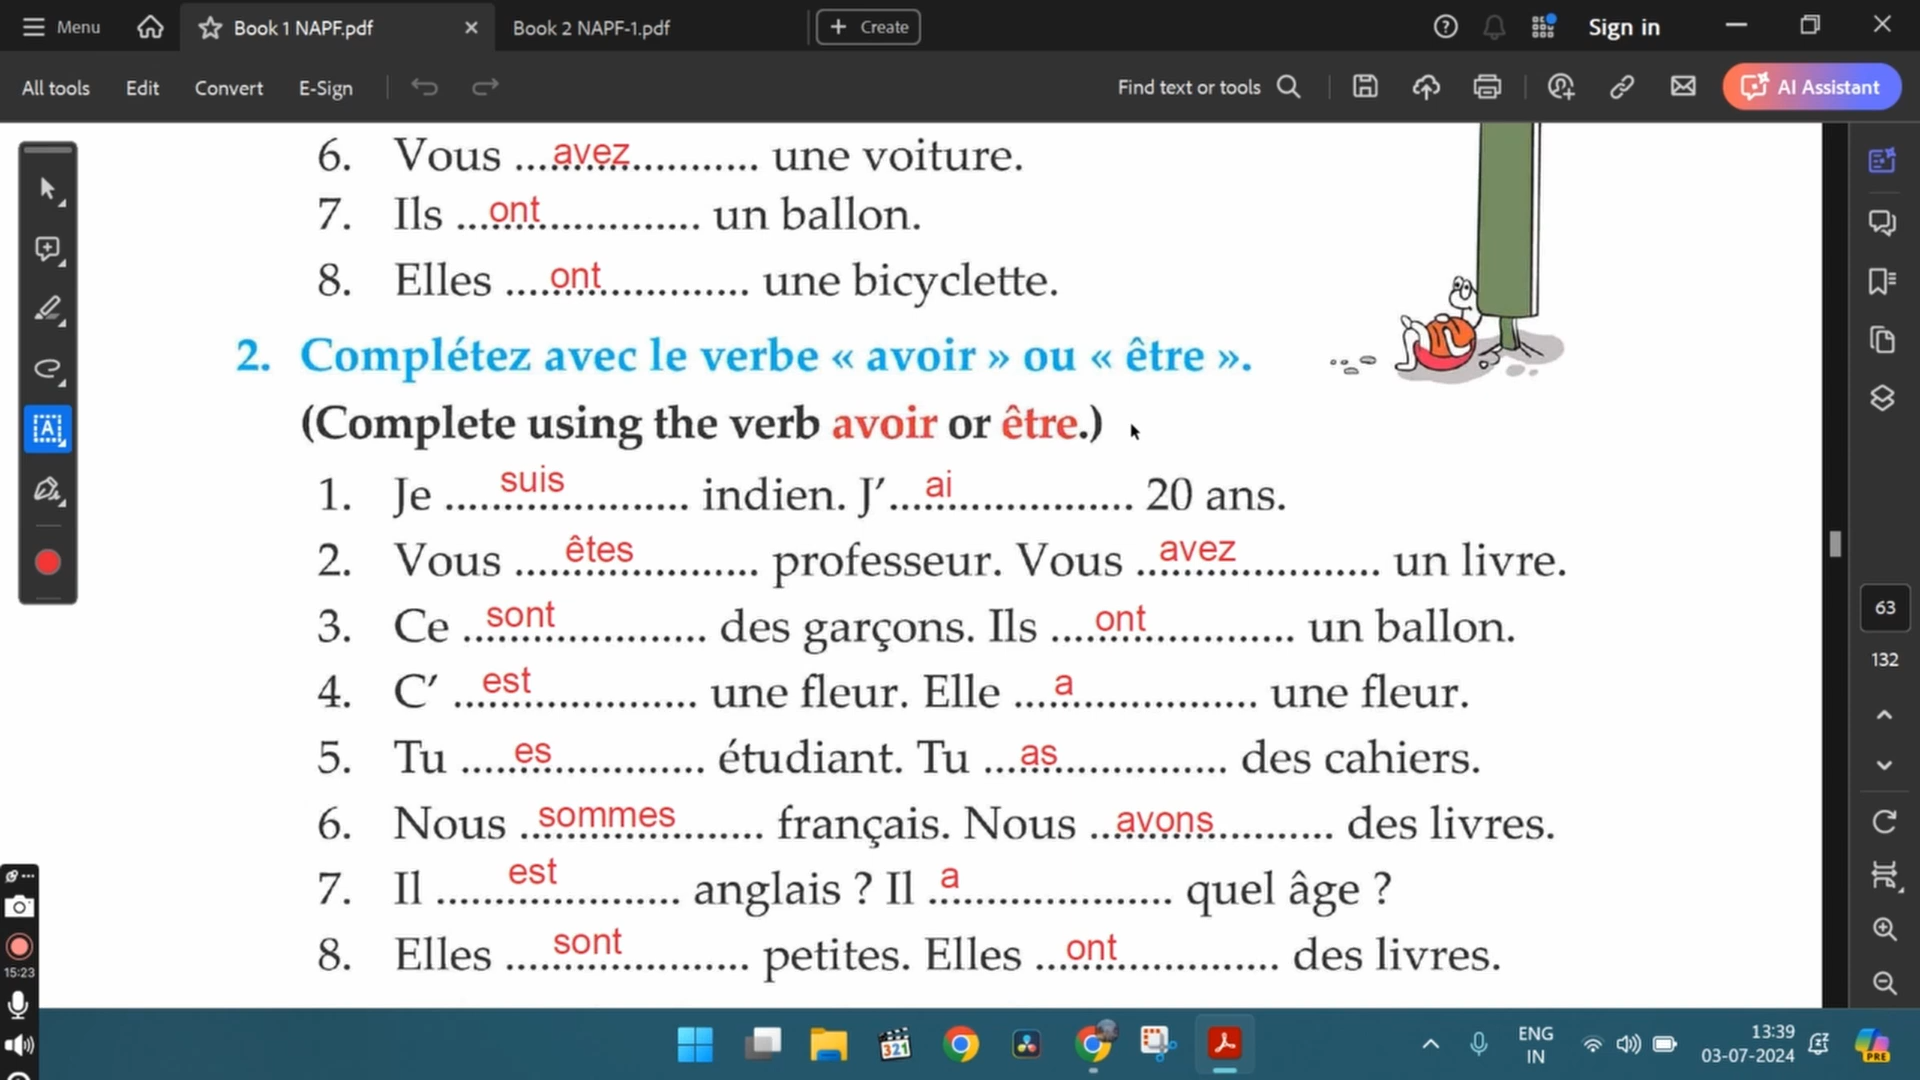 Menu Book 1 NAPF.pdf Book 2 NAPF-1.pdf Create Sign in
All tools Edit Convert E-Sign Find text or tools AI Assistant
6. Vous ...avez............ une voiture.
7. Ils ...ont............ un ballon.
8. Elles ...ont............ une bicyclette.
2. Complétez avec le verbe « avoir » ou « être ».
(Complete using the verb avoir or être.)
1. Je ...suis............ indien. J’...ai............ 20 ans.
2. Vous ...êtes............ professeur. Vous ...avez............ un livre.
3. Ce ...sont............ des garçons. Ils ...ont............ un ballon.
4. C’ ...est............ une fleur. Elle ...a............ une fleur.
5. Tu ...es............ étudiant. Tu ...as............ des cahiers.
6. Nous ...sommes............ français. Nous ...avons............ des livres.
7. Il ...est............ anglais ? Il ...a............ quel âge ?
8. Elles ...sont............ petites. Elles ...ont............ des livres.
63
132
15:23
321
ENG
IN
13:39
03-07-2024
PRE